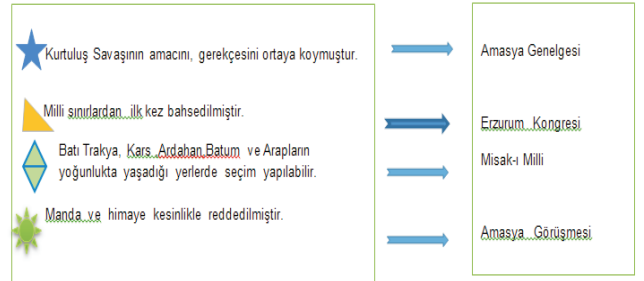 Kurtuluş Savaşının amacını, gerekçesini ortaya koymuştur.
Milli sınırlardan ilk kez bahsedilmiştir.
Batı Trakya, Kars ,Ardahan,Batum ve Arapların
yoğunlukta yaşadığı yerlerde seçim yapılabilir.
Manda ve himaye kesinlikle reddedilmiştir.
Amasya Genelgesi
Erzurum Kongresi
Misak-ı Milli
Amasya Görüşmesi